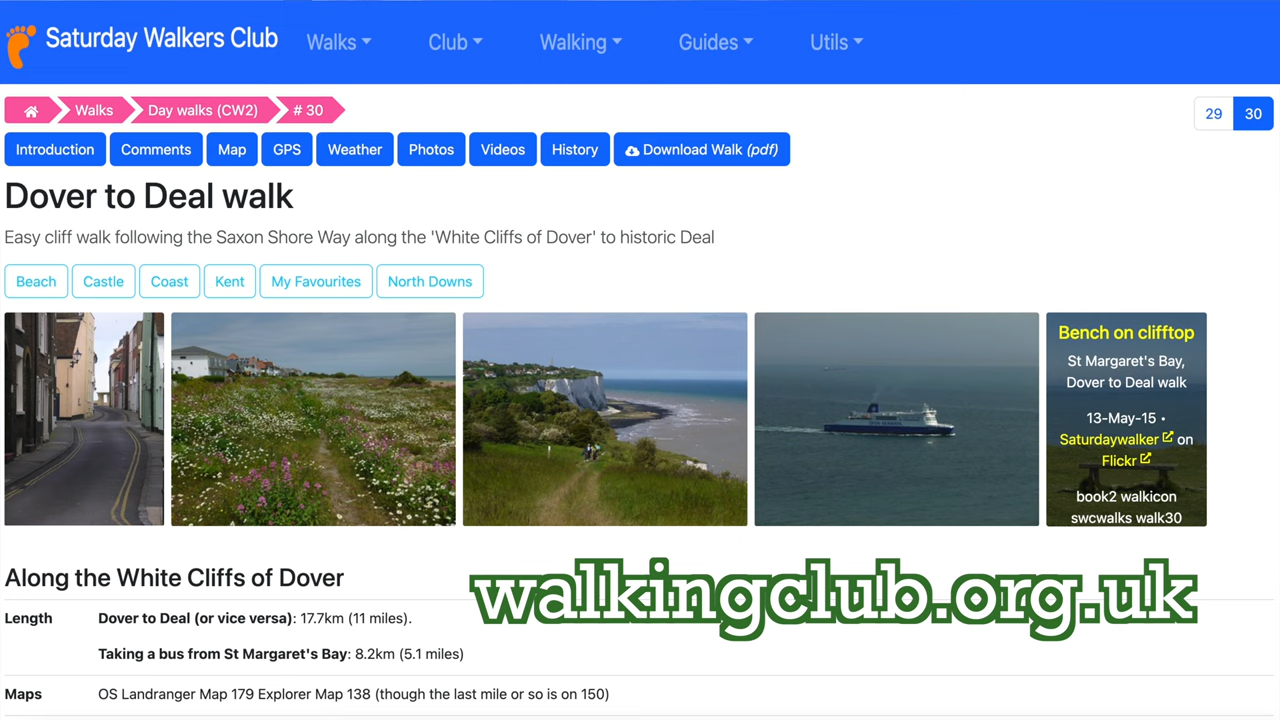 Saturday Walkers Club
Walks
Club
Walking
Guides
Utils
Walks
Day walks (CW2)
# 30
29
30
Introduction
Comments
Map
GPS
Weather
Photos
Videos
History
Download Walk (pdf)
Dover to Deal walk
Easy cliff walk following the Saxon Shore Way along the 'White Cliffs of Dover' to historic Deal
Beach
Castle
Coast
Kent
My Favourites
North Downs
Bench on clifftop
St Margaret's Bay,
Dover to Deal walk
13-May-15 •
Saturdaywalker on
Flickr
book2 walkicon
swcwalks walk30
Along the White Cliffs of Dover
walkingclub.org.uk
Length
Dover to Deal (or vice versa): 17.7km (11 miles).
Taking a bus from St Margaret's Bay: 8.2km (5.1 miles)
Maps
OS Landranger Map 179 Explorer Map 138 (though the last mile or so is on 150)